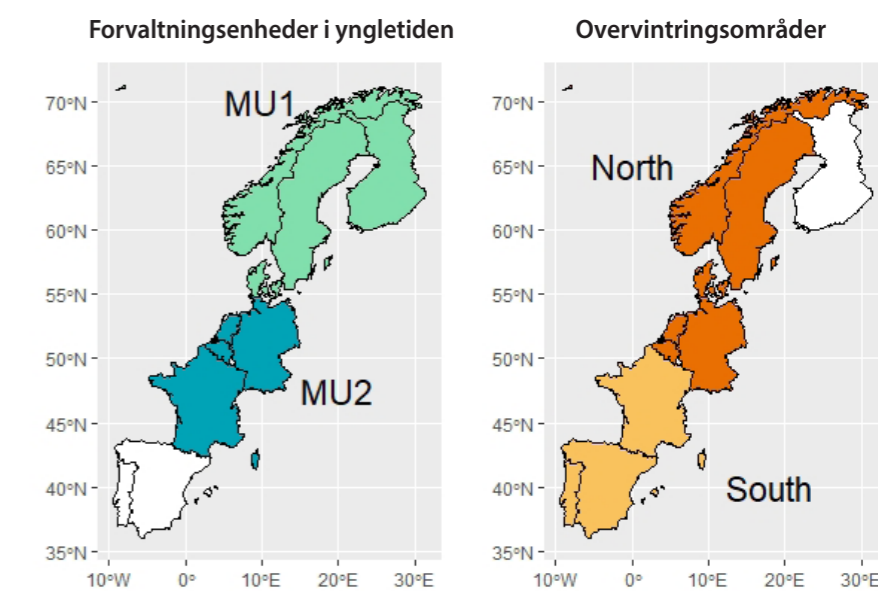 Forvaltningsenheder i yngletiden
70°N
65°N
60°N
55°N
50°N
45°N
40°N
35°N
MU1
MU2
10°W 0° 10°E 20°E 30°E
Overvintringsområder
70°N
65°N
60°N
55°N
50°N
45°N
40°N
35°N
North
South
10°W 0° 10°E 20°E 30°E